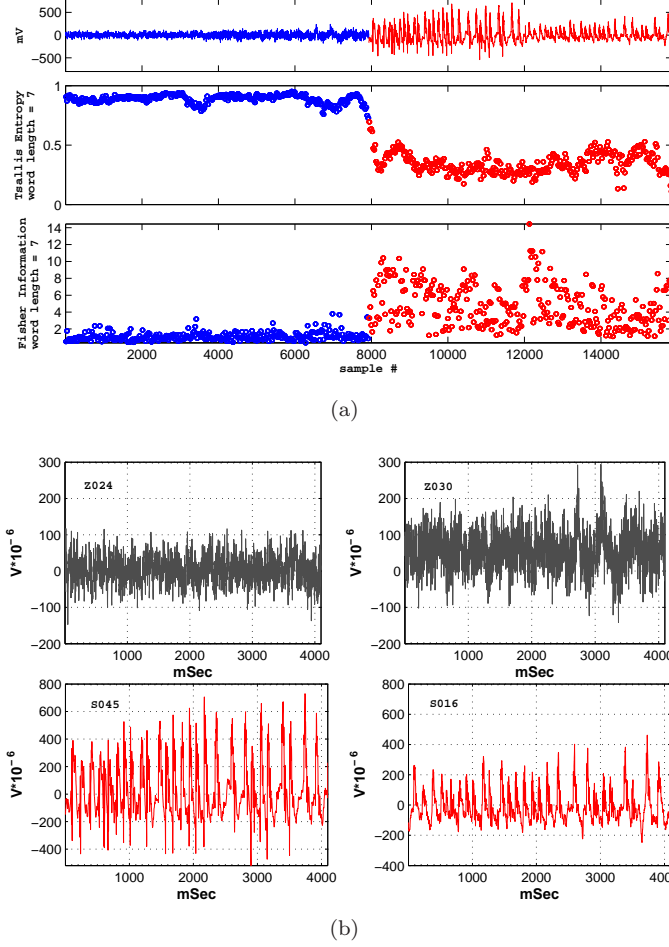 500
0
−500
mV
1
0.5
0
Tsallis Entropy
word length = 7
14
12
10
8
6
4
2
Fisher Information
word length = 7
2000 4000 6000 8000 10000 12000 14000
sample #
(a)
300
200
100
0
−100
−200
V*10^-6
Z024
1000 2000 3000 4000
mSec
300
200
100
0
−100
−200
V*10^-6
Z030
1000 2000 3000 4000
mSec
800
600
400
200
0
−200
−400
V*10^-6
S045
1000 2000 3000 4000
mSec
800
600
400
200
0
−200
−400
V*10^-6
S016
1000 2000 3000 4000
mSec
(b)